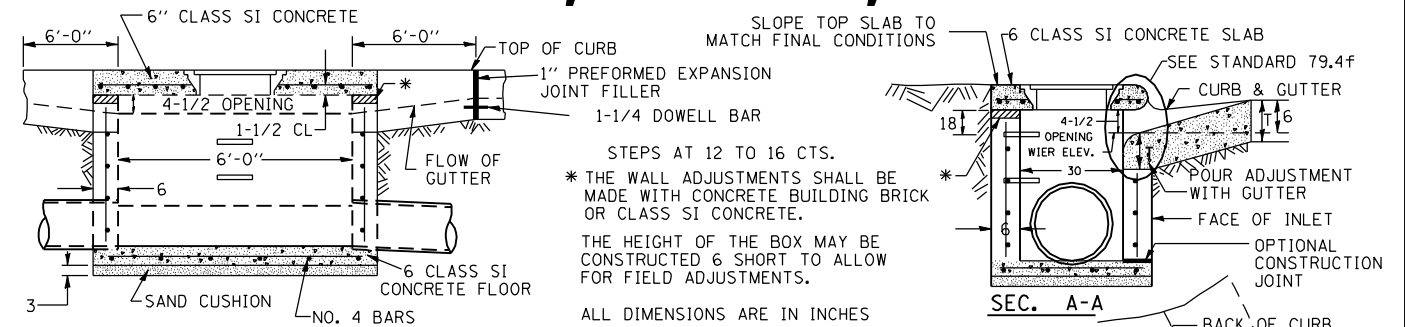 6" CLASS SI CONCRETE
6'-0"
6'-0"
TOP OF CURB
1" PREFORMED EXPANSION
JOINT FILLER
*
4-1/2 OPENING
1-1/2 CL
1-1/4 DOWELL BAR
6'-0"
FLOW OF
GUTTER
6
6 CLASS SI
CONCRETE FLOOR
3
SAND CUSHION
NO. 4 BARS
STEPS AT 12 TO 16 CTS.
* THE WALL ADJUSTMENTS SHALL BE
MADE WITH CONCRETE BUILDING BRICK
OR CLASS SI CONCRETE.
THE HEIGHT OF THE BOX MAY BE
CONSTRUCTED 6 SHORT TO ALLOW
FOR FIELD ADJUSTMENTS.
ALL DIMENSIONS ARE IN INCHES
SLOPE TOP SLAB TO
MATCH FINAL CONDITIONS
6 CLASS SI CONCRETE SLAB
SEE STANDARD 79.4f
CURB & GUTTER
18
4-1/2
OPENING
WIER ELEV.
T
6
T
*
30
POUR ADJUSTMENT
WITH GUTTER
FACE OF INLET
6
OPTIONAL
CONSTRUCTION
JOINT
SEC. A-A
BACK OF CURB